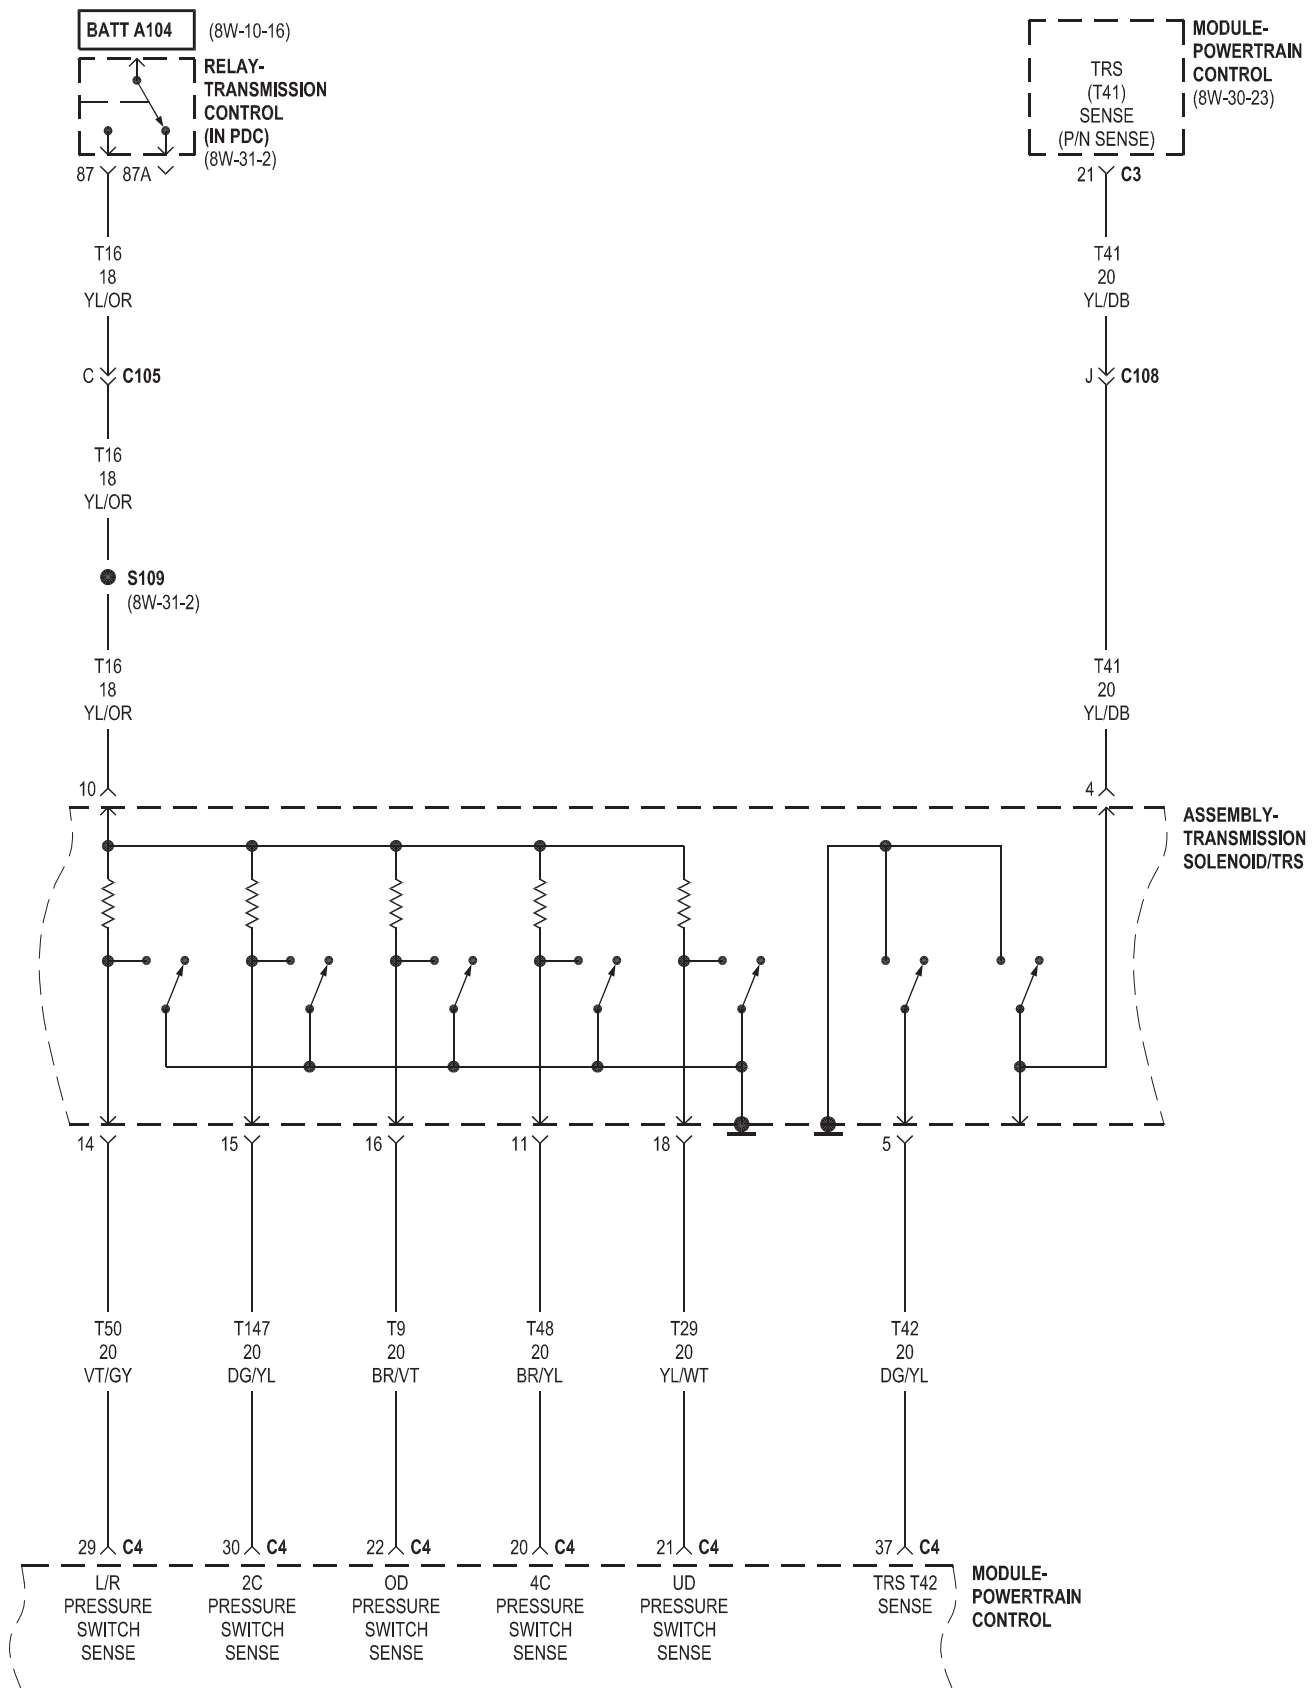 BATT A104 (8W-10-16)
RELAY-
TRANSMISSION
CONTROL
(IN PDC)
(8W-31-2)
87 87A
MODULE-
POWERTRAIN
CONTROL
(8W-30-23)
TRS
(T41)
SENSE
(P/N SENSE)
21 C3
T16
18
YL/OR
T41
20
YL/DB
C C105
J C108
T16
18
YL/OR
S109
(8W-31-2)
T16
18
YL/OR
T41
20
YL/DB
10
4
ASSEMBLY-
TRANSMISSION
SOLENOID/TRS
14 15 16 11 18 5
T50
20
VT/GY
T147
20
DG/YL
T9
20
BR/VT
T48
20
BR/YL
T29
20
YL/WT
T42
20
DG/YL
29 C4
30 C4
22 C4
20 C4
21 C4
37 C4
L/R
PRESSURE
SWITCH
SENSE
2C
PRESSURE
SWITCH
SENSE
OD
PRESSURE
SWITCH
SENSE
4C
PRESSURE
SWITCH
SENSE
UD
PRESSURE
SWITCH
SENSE
TRS T42
SENSE
MODULE-
POWERTRAIN
CONTROL